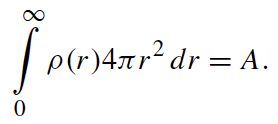 ∫₀^∞ ρ(r)4πr² dr = A.